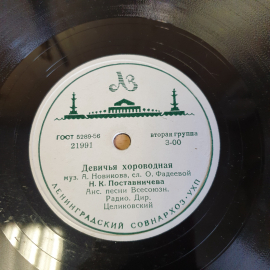 ЛЗ
ГОСТ 5289-56
вторая группа
21991
3-00
Девичья хороводная
муз. А. Новикова, сл. О. Фадеевой
Н. К. Поставничева
Анс. песни Всесоюзн.
Радио. Дир.
Целиковский
ЛЕНИНГРАДСКИЙ СОВНАРХОЗ-УХП